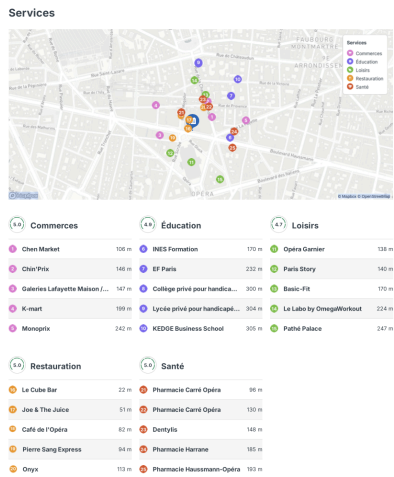 Services
FAUBOURG
MONTMARTRE
ARRONDISSEMENT
Boulevard Haussmann
OPÉRA
Services
Commerces
Éducation
Loisirs
Restauration
Santé
© Mapbox © OpenStreetMap
5.0 Commerces
1 Chen Market 106 m
2 Chin'Prix 146 m
3 Galeries Lafayette Maison /... 147 m
4 K-mart 199 m
5 Monoprix 242 m
4.9 Éducation
6 INES Formation 170 m
7 EF Paris 232 m
8 Collège privé pour handica... 300 m
9 Lycée privé pour handicapé... 304 m
10 KEDGE Business School 305 m
4.7 Loisirs
11 Opéra Garnier 138 m
12 Paris Story 140 m
13 Basic-Fit 170 m
14 Le Labo by OmegaWorkout 224 m
15 Pathé Palace 247 m
5.0 Restauration
16 Le Cube Bar 22 m
17 Joe & The Juice 51 m
18 Café de l'Opéra 82 m
19 Pierre Sang Express 94 m
20 Onyx 113 m
5.0 Santé
21 Pharmacie Carré Opéra 96 m
22 Pharmacie Carré Opéra 130 m
23 Dentylis 148 m
24 Pharmacie Harrane 185 m
25 Pharmacie Haussmann-Opéra 193 m